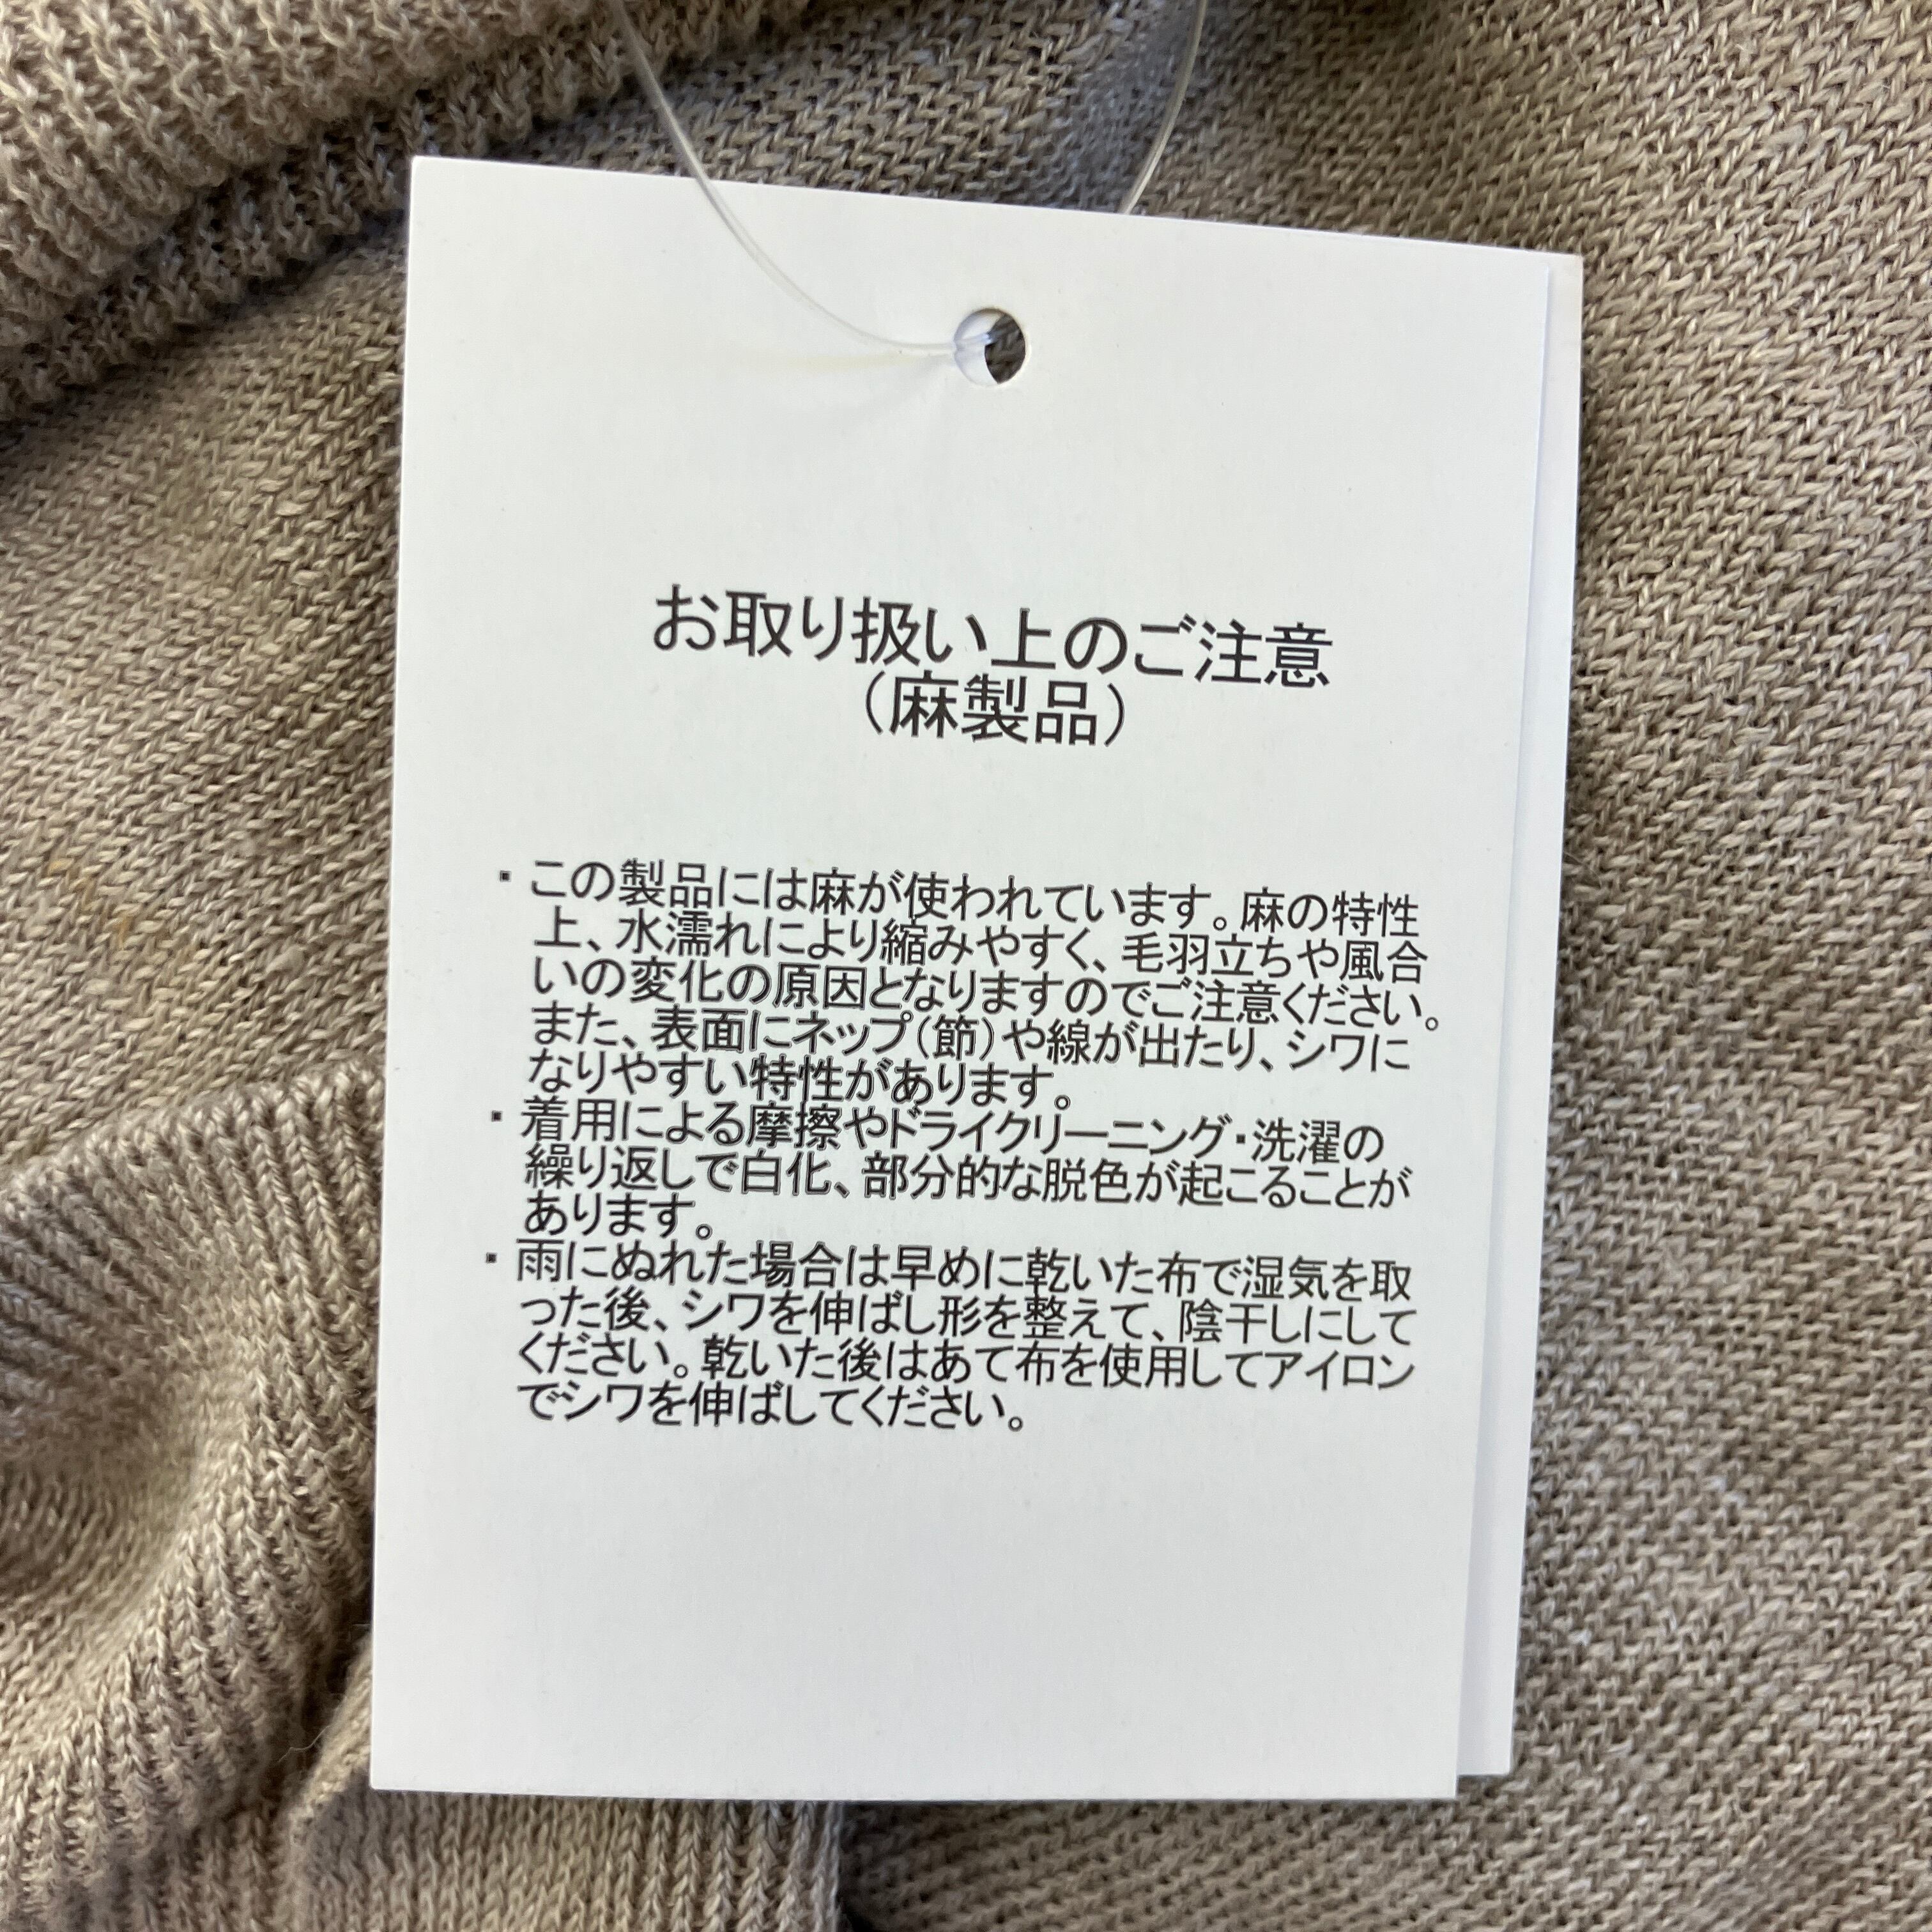 お取り扱い上のご注意
（麻製品）
・この製品には麻が使われています。麻の特性
上、水濡れにより縮みやすく、毛羽立ちや風合
いの変化の原因となりますのでご注意ください。
また、表面にネップ（節）や線が出たり、シワに
なりやすい特性があります。
・着用による摩擦やドライクリーニング・洗濯の
繰り返しで白化、部分的な脱色が起こることが
あります。
・雨にぬれた場合は早めに乾いた布で湿気を取
った後、シワを伸ばし形を整えて、陰干しにして
ください。乾いた後はあて布を使用してアイロン
でシワを伸ばしてください。